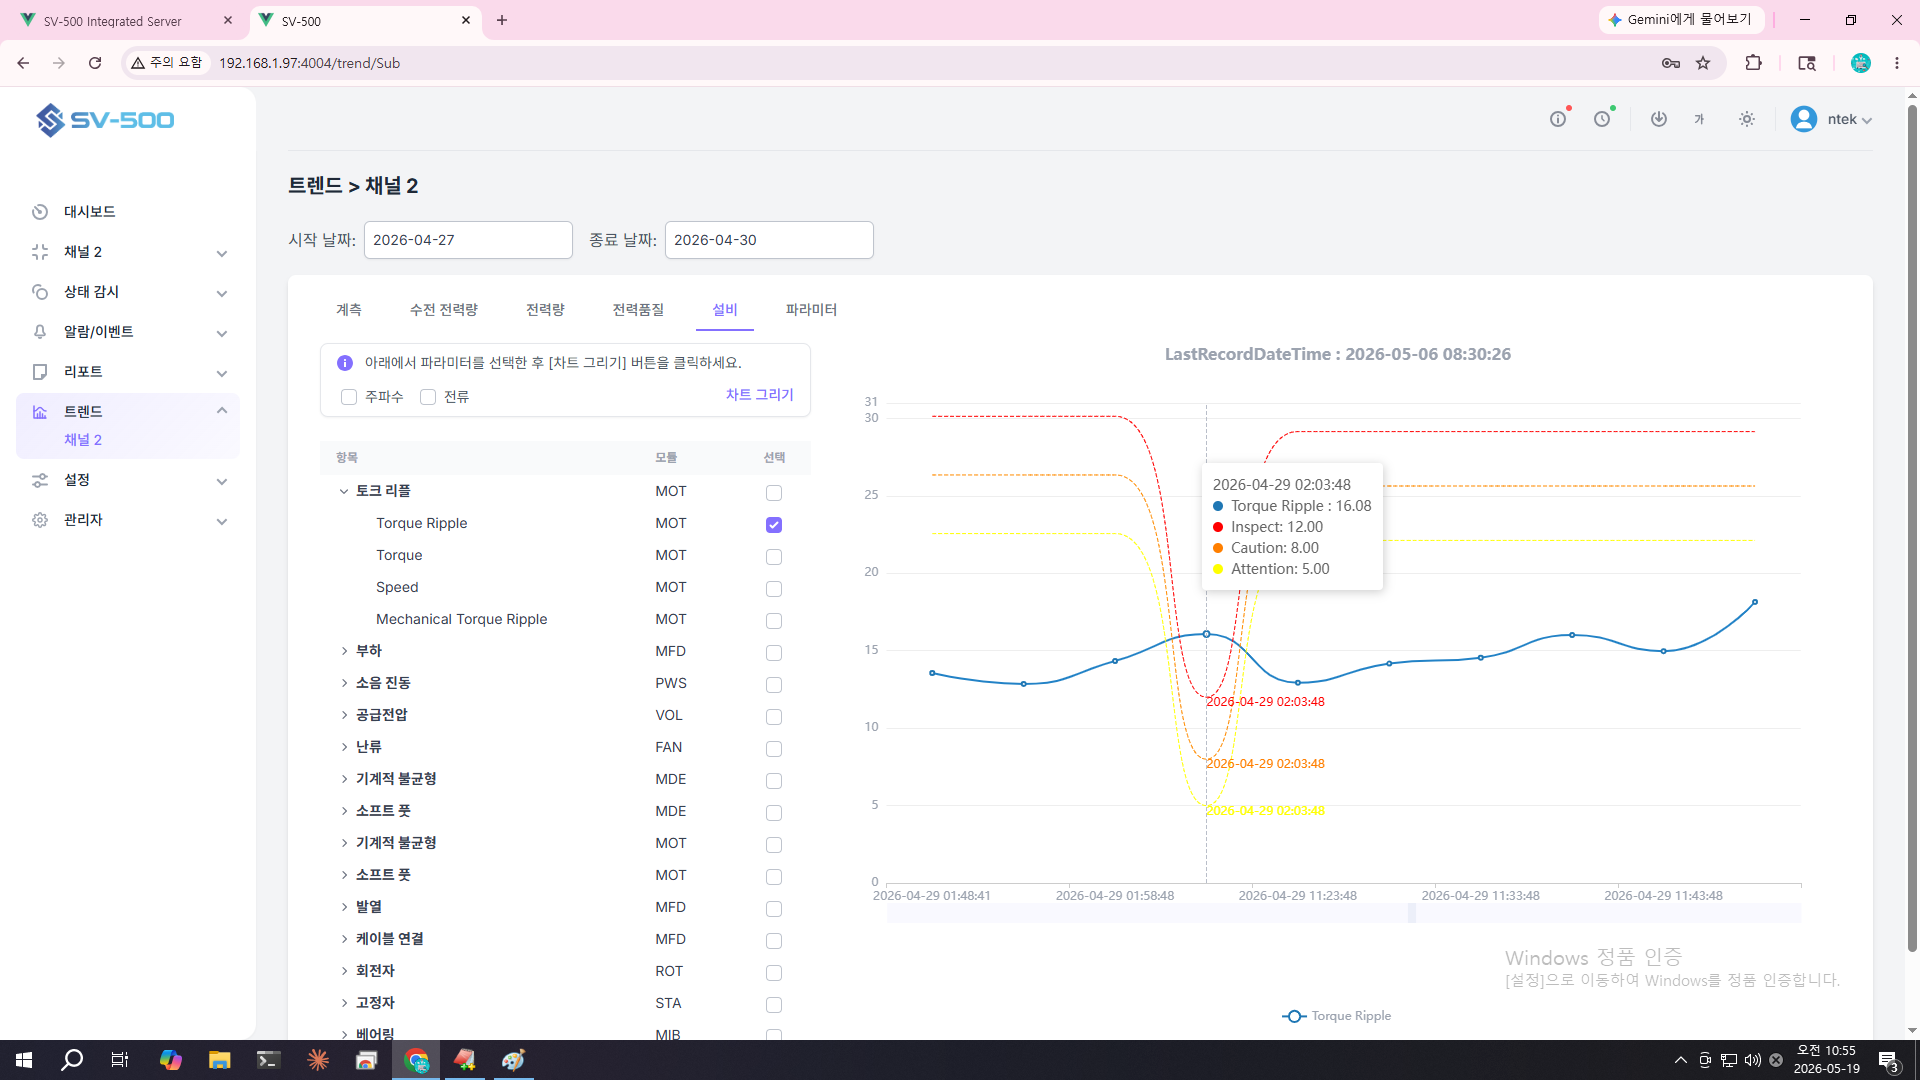 SV-500 Integrated Server
SV-500
Gemini에게 물어보기
주의 요함
192.168.1.97:4004/trend/Sub
SV-500
가
ntek
대시보드
채널 2
상태 감시
알람/이벤트
리포트
트렌드
채널 2
설정
관리자
트렌드 > 채널 2
시작 날짜: 2026-04-27 종료 날짜: 2026-04-30
계측 수전 전력량 전력량 전력품질 설비 파라미터
아래에서 파라미터를 선택한 후 [차트 그리기] 버튼을 클릭하세요.
주파수 전류 차트 그리기
항목 모듈 선택
토크 리플 MOT
Torque Ripple MOT
Torque MOT
Speed MOT
Mechanical Torque Ripple MOT
부하 MFD
소음 진동 PWS
공급전압 VOL
난류 FAN
기계적 불균형 MDE
소프트 풋 MDE
기계적 불균형 MOT
소프트 풋 MOT
발열 MFD
케이블 연결 MFD
회전자 ROT
고정자 STA
베어링 MIB
LastRecordDateTime : 2026-05-06 08:30:26
31
30
25
20
15
10
5
0
2026-04-29 02:03:48
Torque Ripple : 16.08
Inspect: 12.00
Caution: 8.00
Attention: 5.00
2026-04-29 02:03:48
2026-04-29 02:03:48
2026-04-29 02:03:48
2026-04-29 01:48:41 2026-04-29 01:58:48 2026-04-29 11:23:48 2026-04-29 11:33:48 2026-04-29 11:43:48
Torque Ripple
Windows 정품 인증
[설정]으로 이동하여 Windows를 정품 인증합니다.
오전 10:55
2026-05-19
3